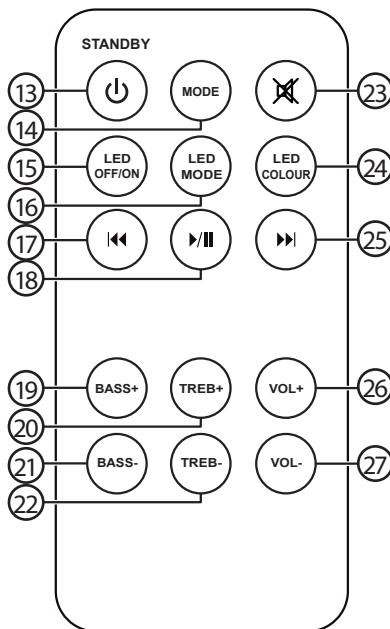 STANDBY
13
MODE
23
14
15
LED
OFF/ON
LED
MODE
LED
COLOUR
24
16
17
25
18
19
BASS+
TREB+
VOL+
26
20
21
BASS-
TREB-
VOL-
27
22